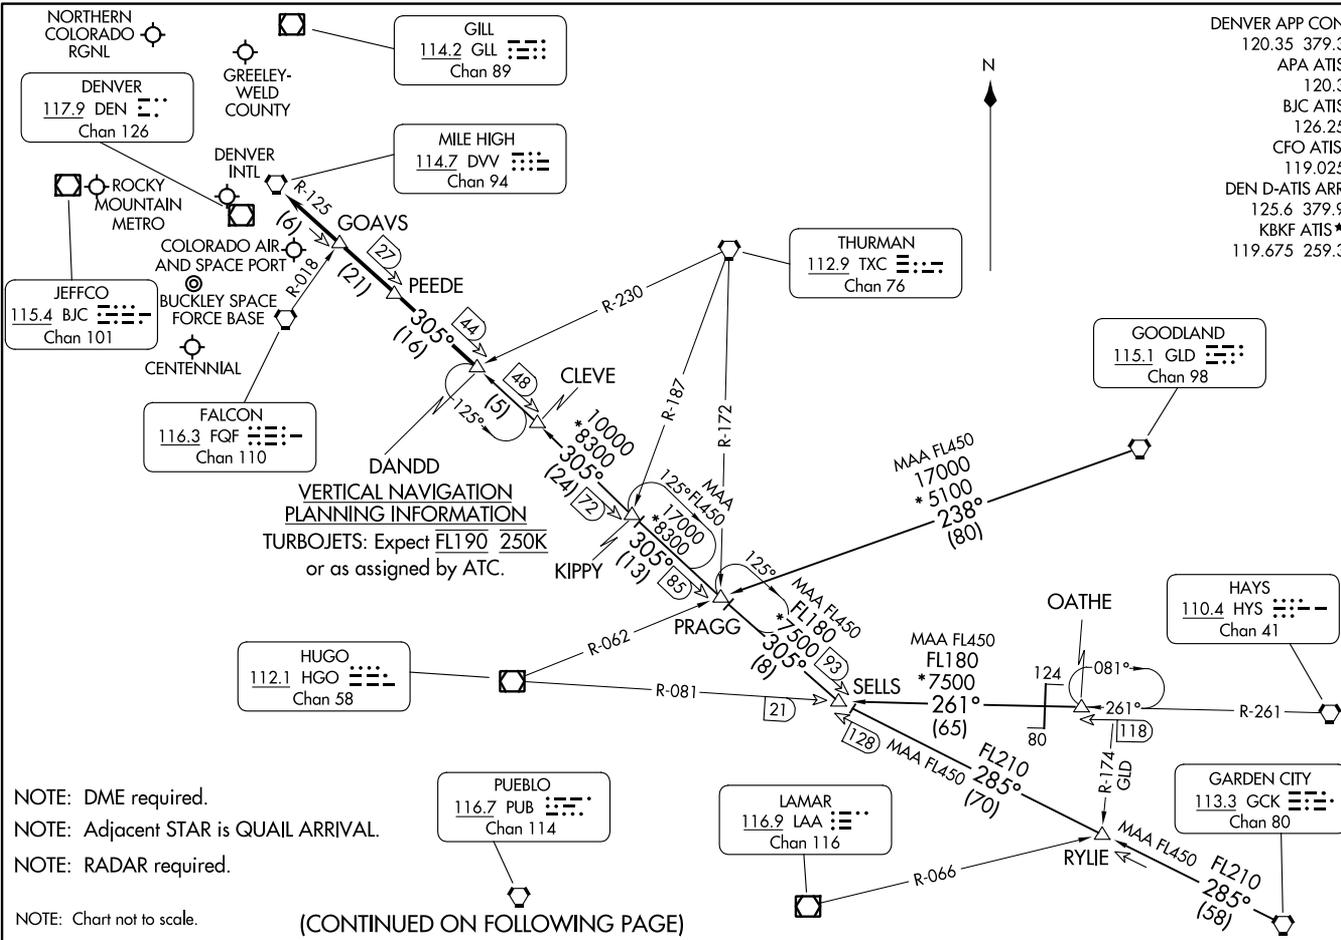 NORTHERN
COLORADO
RGNL
GILL
114.2 GLL
Chan 89
GREELEY-
WELD
COUNTY
DENVER
117.9 DEN
Chan 126
MILE HIGH
114.7 DVV
Chan 94
DENVER
INTL
ROCKY
MOUNTAIN
METRO
N
DENVER APP CON
120.35 379.3
APA ATIS
120.3
BJC ATIS
126.25
CFO ATIS
119.025
DEN D-ATIS ARR
125.6 379.9
KBKF ATIS★
119.675 259.3
R-125
(6)
GOAVS
27
(21)
PEEDE
COLORADO AIR
AND SPACE PORT
R-018
BUCKLEY SPACE
FORCE BASE
JEFFCO
115.4 BJC
Chan 101
CENTENNIAL
FALCON
116.3 FQF
Chan 110
THURMAN
112.9 TXC
Chan 76
R-230
R-187
R-172
305°
(16)
44
48
CLEVE
(5)
125°
DANDD
VERTICAL NAVIGATION
PLANNING INFORMATION
TURBOJETS: Expect FL190 250K
or as assigned by ATC.
10000
*8300
305°
(24)
72
KIPPY
125°
MAA
FL450
17000
*8300
305°
(13)
85
PRAGG
GOODLAND
115.1 GLD
Chan 98
MAA FL450
17000
*5100
238°
(80)
125°
MAA FL450
FL180
*7500
305°
(8)
93
SELLS
HUGO
112.1 HGO
Chan 58
R-062
R-081
21
128
MAA FL450
FL180
*7500
261°
(65)
OATHE
124
80
081°
261°
118
R-261
HAYS
110.4 HYS
Chan 41
R-174
GLD
MAA FL450
FL210
285°
(70)
RYLIE
GARDEN CITY
113.3 GCK
Chan 80
MAA FL450
FL210
285°
(58)
LAMAR
116.9 LAA
Chan 116
R-066
PUEBLO
116.7 PUB
Chan 114
NOTE: DME required.
NOTE: Adjacent STAR is QUAIL ARRIVAL.
NOTE: RADAR required.
NOTE: Chart not to scale.
(CONTINUED ON FOLLOWING PAGE)